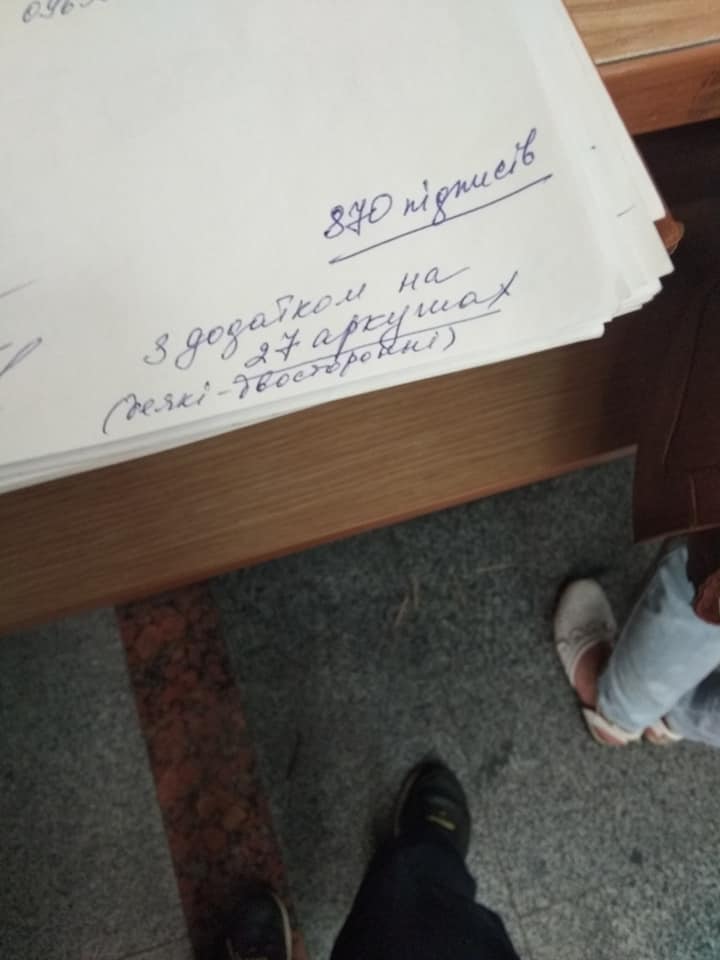 870 підписів
З додатком на
27 аркушах
(деякі-двосторонні)